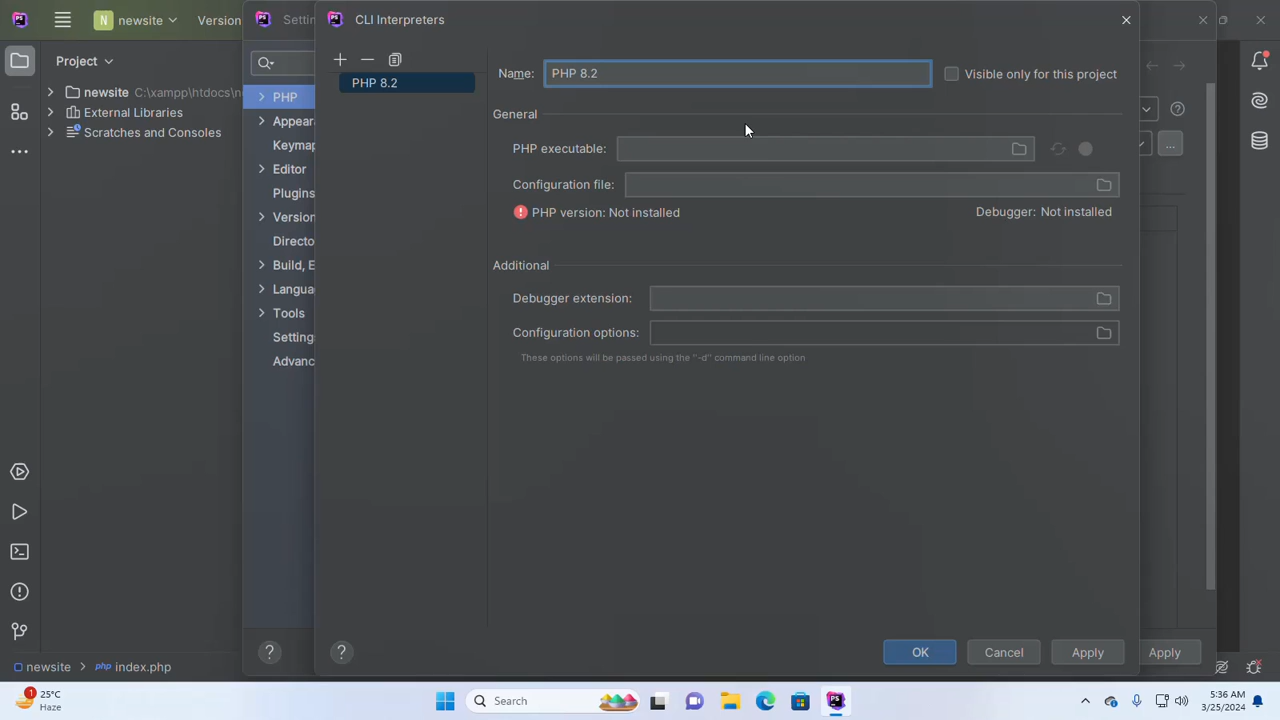 N newsite Version
Setti
CLI Interpreters
Project
newsite C:\xampp\htdocs\n
External Libraries
Scratches and Consoles
PHP
Appear
Keymap
Editor
Plugins
Version
Directo
Build, E
Langua
Tools
Setting
Advanc
PHP 8.2
Name: PHP 8.2
Visible only for this project
General
PHP executable:
Configuration file:
PHP version: Not installed
Debugger: Not installed
Additional
Debugger extension:
...
Configuration options:
These options will be passed using the "-d" command line option
?
?
OK
Cancel
Apply
Apply
newsite > php index.php
1
25°C
Haze
Search
5:36 AM
3/25/2024